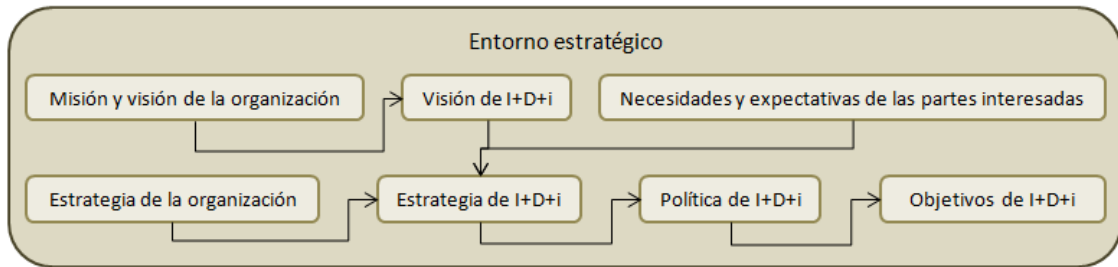 Entorno estratégico
Misión y visión de la organización
Visión de I+D+i
Necesidades y expectativas de las partes interesadas
Estrategia de la organización
Estrategia de I+D+i
Política de I+D+i
Objetivos de I+D+i